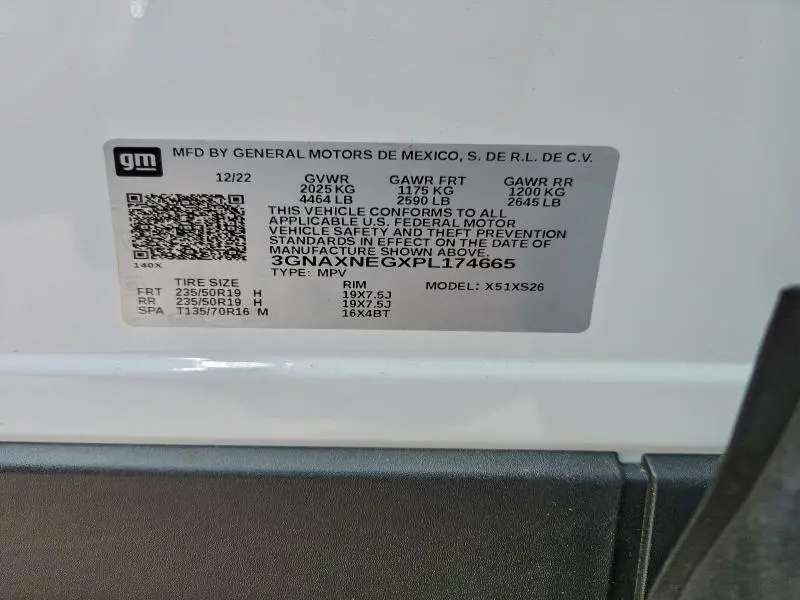 gm MFD BY GENERAL MOTORS DE MEXICO, S. DE R.L. DE C.V.
12/22 GVWR GAWR FRT GAWR RR
2025 KG 1175 KG 1200 KG
4464 LB 2590 LB 2645 LB
THIS VEHICLE CONFORMS TO ALL
APPLICABLE U.S. FEDERAL MOTOR
VEHICLE SAFETY AND THEFT PREVENTION
STANDARDS IN EFFECT ON THE DATE OF
MANUFACTURE SHOWN ABOVE.
3GNAXNEGXPL174665
140X
TYPE: MPV
TIRE SIZE RIM MODEL: X51XS26
FRT 235/50R19 H 19X7.5J
RR 235/50R19 H 19X7.5J
SPA T135/70R16 M 16X4BT